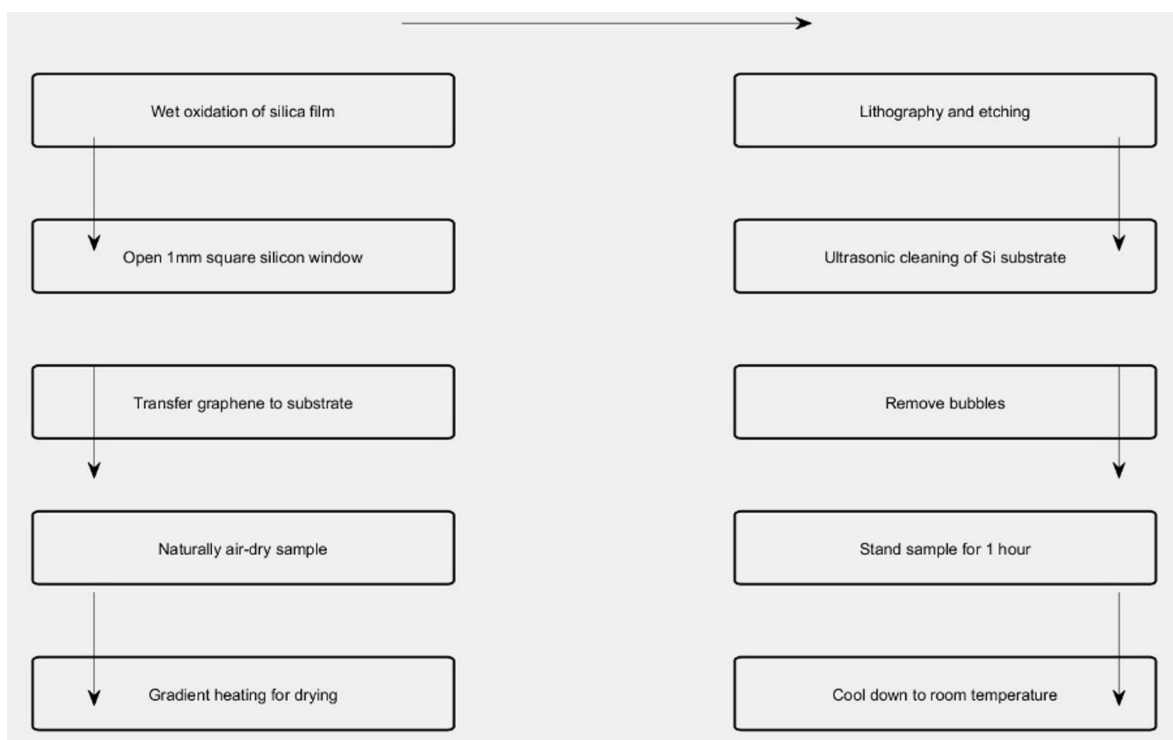 Wet oxidation of silica film
Lithography and etching
Open 1mm square silicon window
Ultrasonic cleaning of Si substrate
Transfer graphene to substrate
Remove bubbles
Naturally air-dry sample
Stand sample for 1 hour
Gradient heating for drying
Cool down to room temperature